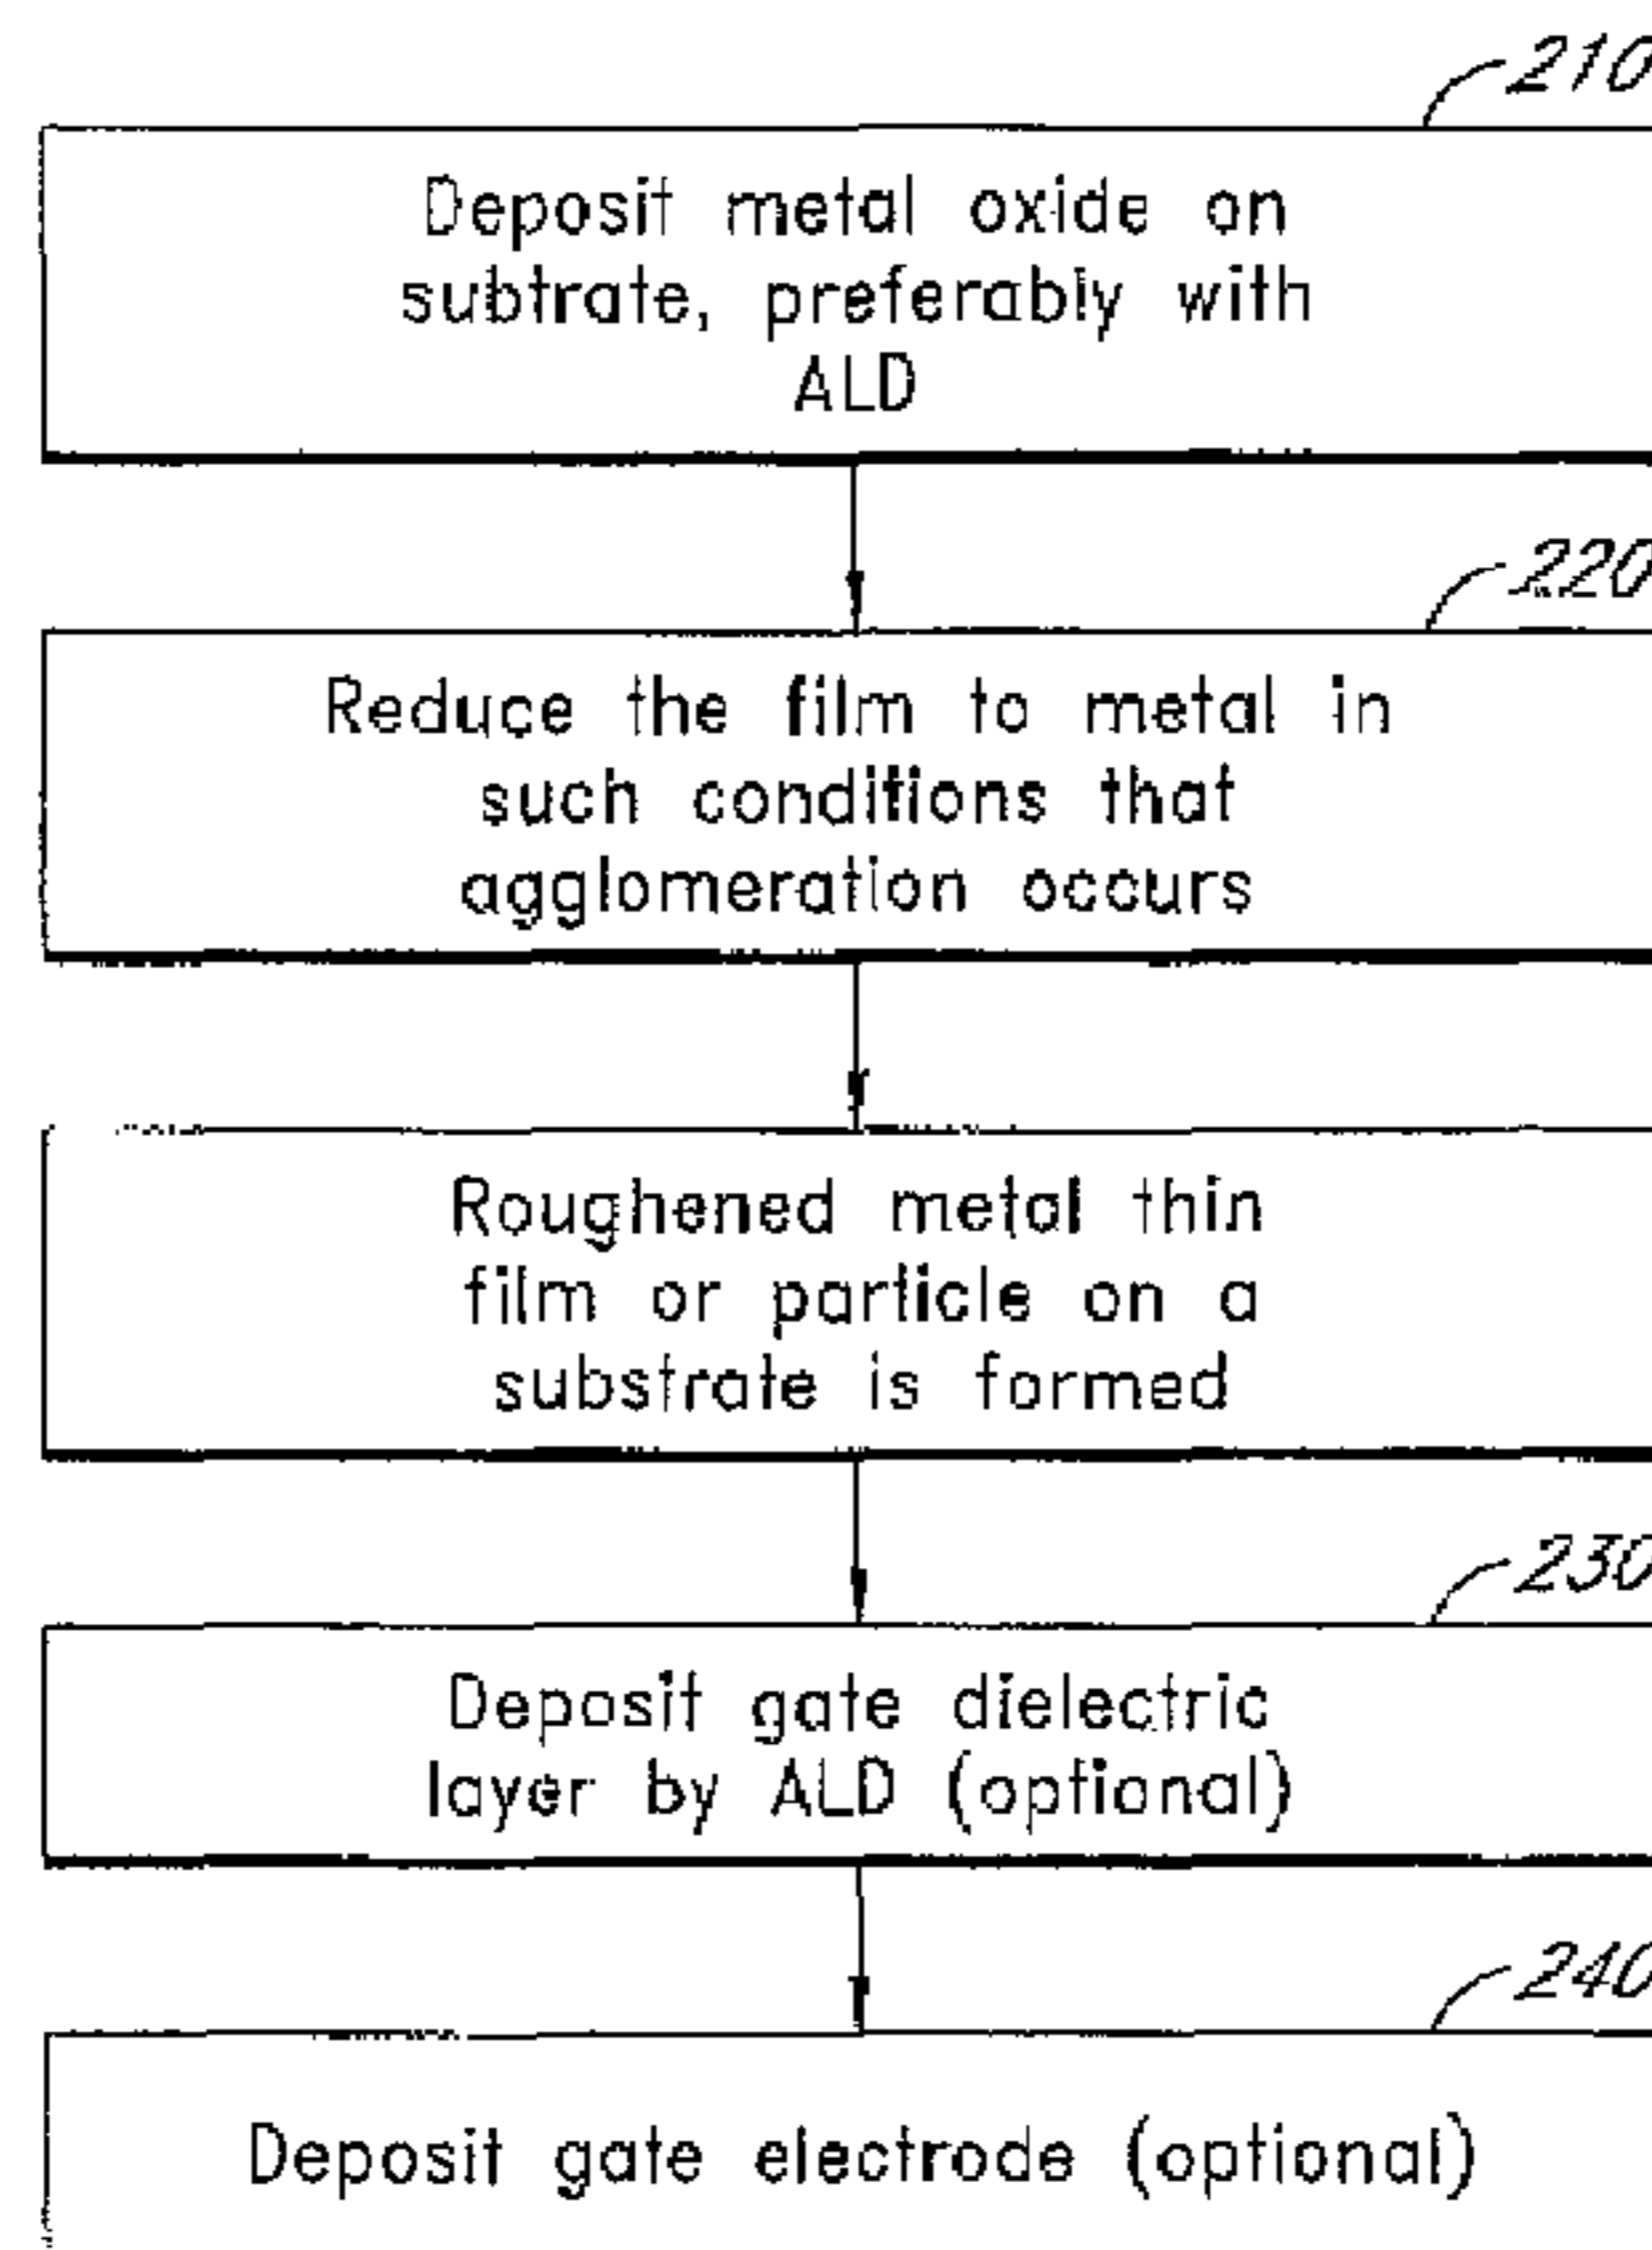 210
Deposit metal oxide on
subtrate, preferably with
ALD
220
Reduce the film to metal in
such conditions that
agglomeration occurs
Roughened metal thin
film or particle on a
substrate is formed
230
Deposit gate dielectric
layer by ALD (optional)
240
Deposit gate electrode (optional)